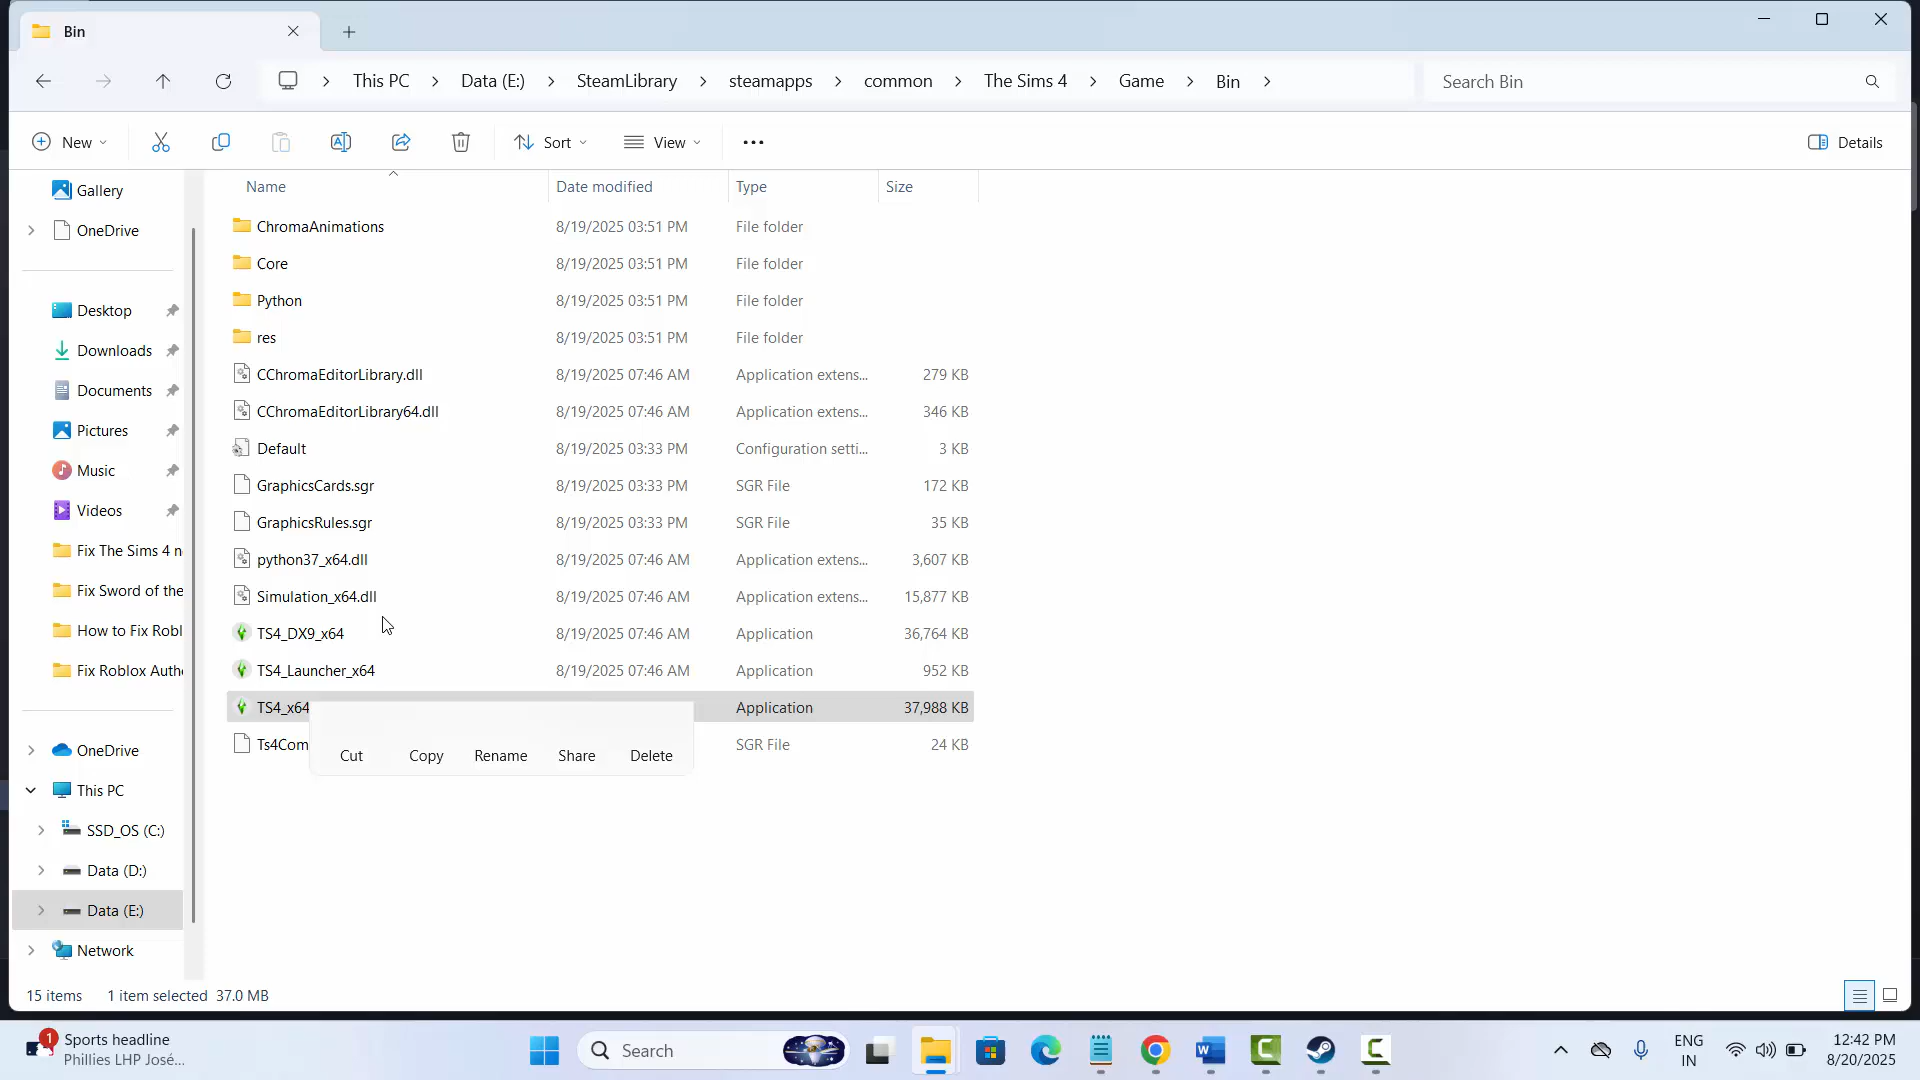 Bin
This PC
Data (E:)
SteamLibrary
steamapps
common
The Sims 4
Game
Bin
Search Bin
New
Sort
View
Details
Gallery
OneDrive
Desktop
Downloads
Documents
Pictures
Music
Videos
Fix The Sims 4 n
Fix Sword of the
How to Fix Robl
Fix Roblox Auth
OneDrive
This PC
SSD_OS (C:)
Data (D:)
Data (E:)
Network
Name Date modified Type Size
ChromaAnimations 8/19/2025 03:51 PM File folder
Core 8/19/2025 03:51 PM File folder
Python 8/19/2025 03:51 PM File folder
res 8/19/2025 03:51 PM File folder
CChromaEditorLibrary.dll 8/19/2025 07:46 AM Application extens... 279 KB
CChromaEditorLibrary64.dll 8/19/2025 07:46 AM Application extens... 346 KB
Default 8/19/2025 03:33 PM Configuration setti... 3 KB
GraphicsCards.sgr 8/19/2025 03:33 PM SGR File 172 KB
GraphicsRules.sgr 8/19/2025 03:33 PM SGR File 35 KB
python37_x64.dll 8/19/2025 07:46 AM Application extens... 3,607 KB
Simulation_x64.dll 8/19/2025 07:46 AM Application extens... 15,877 KB
TS4_DX9_x64 8/19/2025 07:46 AM Application 36,764 KB
TS4_Launcher_x64 8/19/2025 07:46 AM Application 952 KB
TS4_x64 Application 37,988 KB
Ts4Com SGR File 24 KB
Cut Copy Rename Share Delete
15 items 1 item selected 37.0 MB
1
Sports headline
Phillies LHP José...
Search
ENG
IN
12:42 PM
8/20/2025